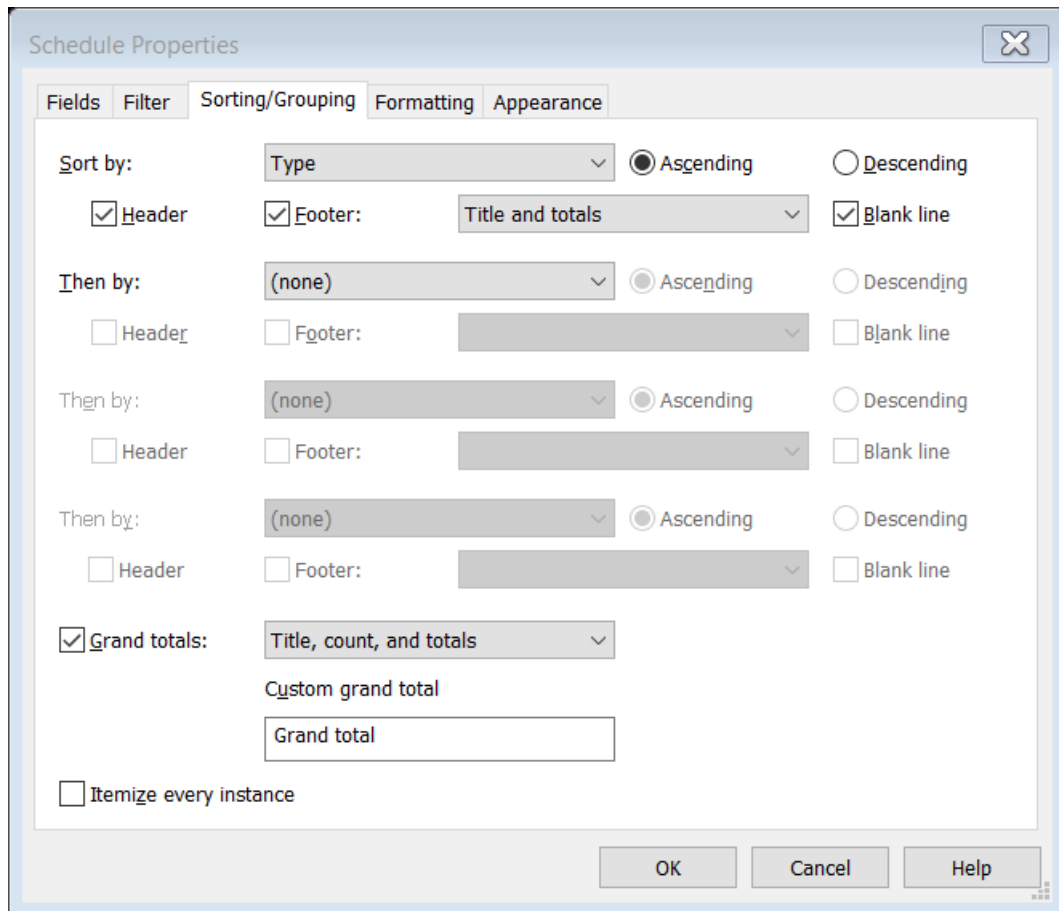 Schedule Properties
Fields Filter Sorting/Grouping Formatting Appearance
Sort by: Type Ascending Descending
Header Footer: Title and totals Blank line
Then by: (none) Ascending Descending
Header Footer: Blank line
Then by: (none) Ascending Descending
Header Footer: Blank line
Then by: (none) Ascending Descending
Header Footer: Blank line
Grand totals: Title, count, and totals
Custom grand total
Grand total
Itemize every instance
OK Cancel Help